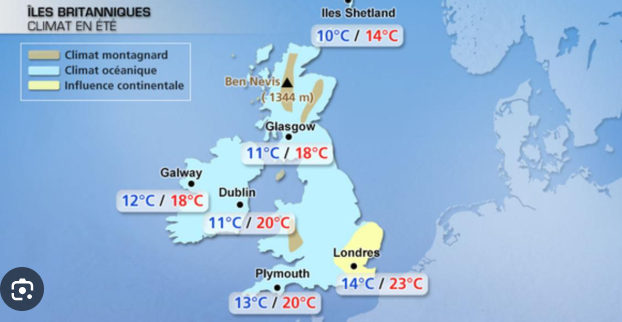 ÎLES BRITANNIQUES
CLIMAT EN ÉTÉ
Climat montagnard
Climat océanique
Influence continentale
Iles Shetland
10°C / 14°C
Ben Nevis
(- 1344 m)
Glasgow
11°C / 18°C
Galway
12°C / 18°C
Dublin
11°C / 20°C
Londres
14°C / 23°C
Plymouth
13°C / 20°C